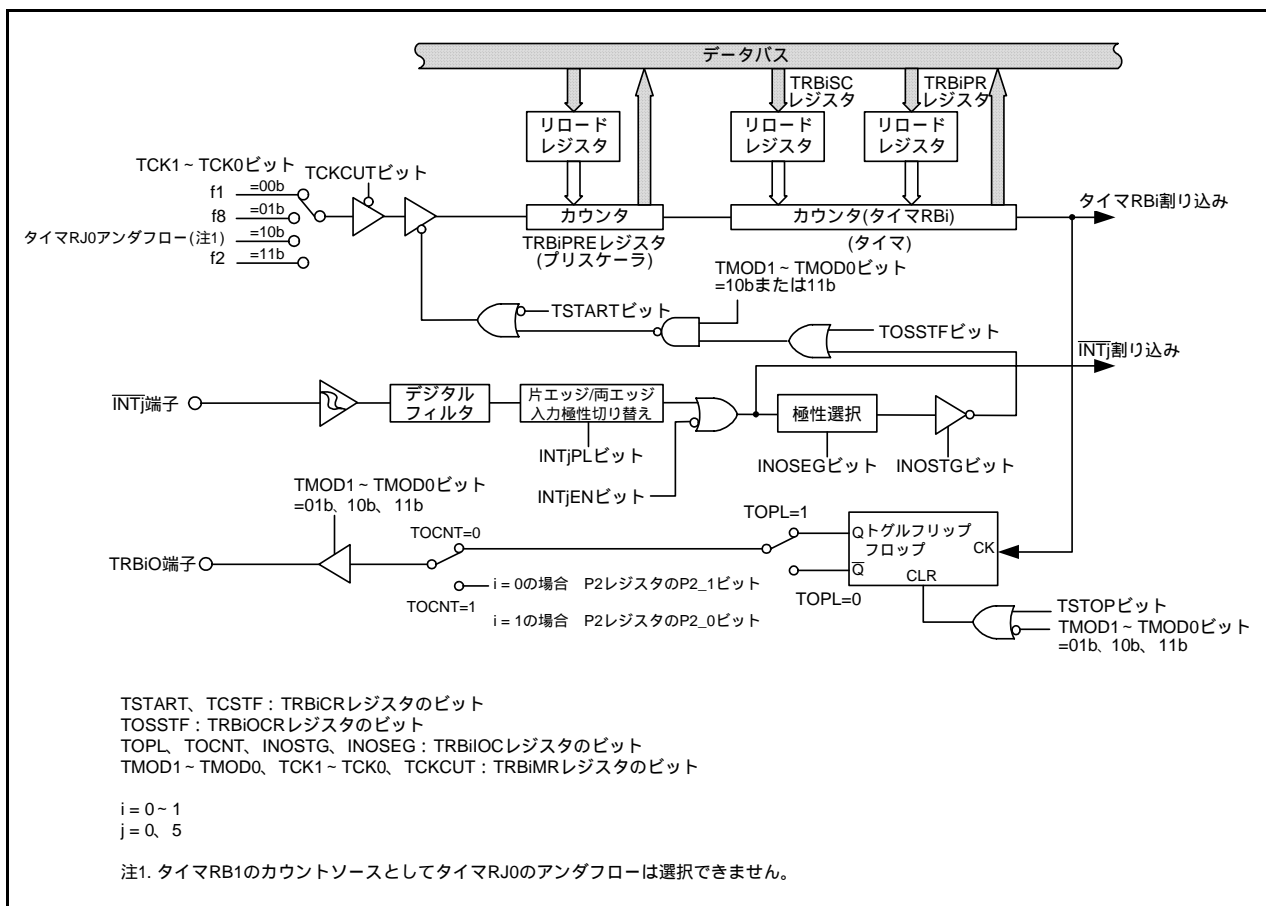 データバス
TRBiSC
レジスタ
TRBiPR
レジスタ
リロード
レジスタ
リロード
レジスタ
リロード
レジスタ
TCK1~TCK0ビット
TCKCUTビット
f1 =00b
f8 =01b
タイマRJ0アンダフロー(注1) =10b
f2 =11b
カウンタ
TRBiPREレジスタ
(プリスケーラ)
カウンタ(タイマRBi)
(タイマ)
タイマRBi割り込み
TMOD1~TMOD0ビット
=10bまたは11b
TSTARTビット
TOSSTFビット
INTj割り込み
INTj端子
デジタル
フィルタ
片エッジ/両エッジ
入力極性切り替え
極性選択
INTjPLビット
INOSEGビット
INOSTGビット
INTjENビット
TMOD1~TMOD0ビット
=01b、10b、11b
TOCNT=0
TOPL=1
Qトグルフリップ
フロップ
CK
Q
CLR
TRBiO端子
TOCNT=1
i = 0の場合 P2レジスタのP2_1ビット
i = 1の場合 P2レジスタのP2_0ビット
TOPL=0
TSTOPビット
TMOD1~TMOD0ビット
=01b、10b、11b
TSTART、TCSTF:TRBiCRレジスタのビット
TOSSTF:TRBiOCRレジスタのビット
TOPL、TOCNT、INOSTG、INOSEG:TRBiIOCレジスタのビット
TMOD1~TMOD0、TCK1~TCK0、TCKCUT:TRBiMRレジスタのビット
i = 0~1
j = 0、5
注1. タイマRB1のカウントソースとしてタイマRJ0のアンダフローは選択できません。